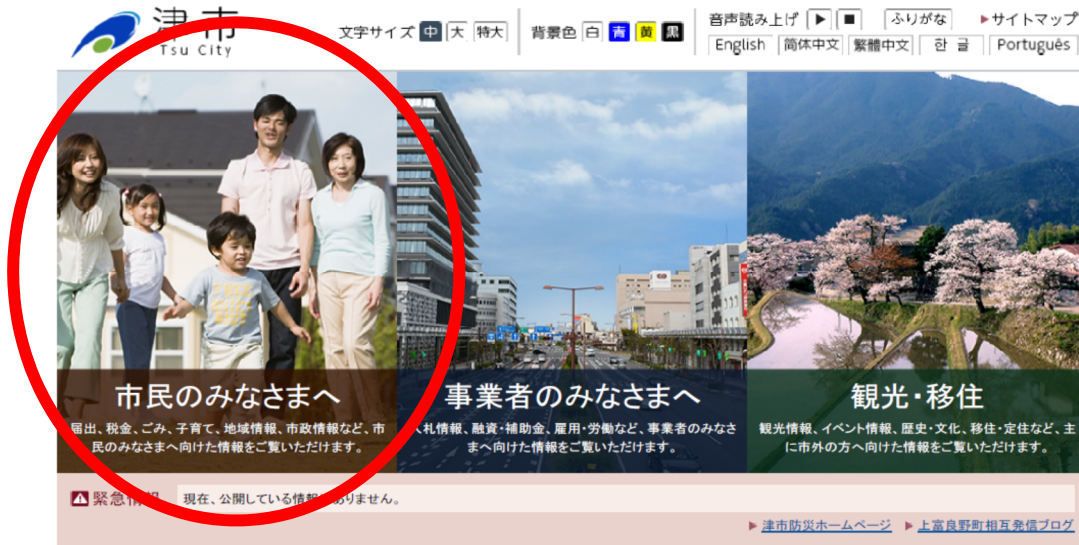 津市
Tsu City
文字サイズ 中 大 特大
背景色 白 青 黄 黒
音声読み上げ ▶ ■ ふりがな ▶サイトマップ
English 简体中文 繁體中文 한 글 Português
市民のみなさまへ
届出、税金、ごみ、子育て、地域情報、市政情報など、市
民のみなさまへ向けた情報をご覧いただけます。
事業者のみなさまへ
入札情報、融資・補助金、雇用・労働など、事業者のみなさ
まへ向けた情報をご覧いただけます。
観光・移住
観光情報、イベント情報、歴史・文化、移住・定住など、主
に市外の方へ向けた情報をご覧いただけます。
緊急情報 現在、公開している情報はありません。
▶ 津市防災ホームページ ▶ 上富良野町相互発信ブログ